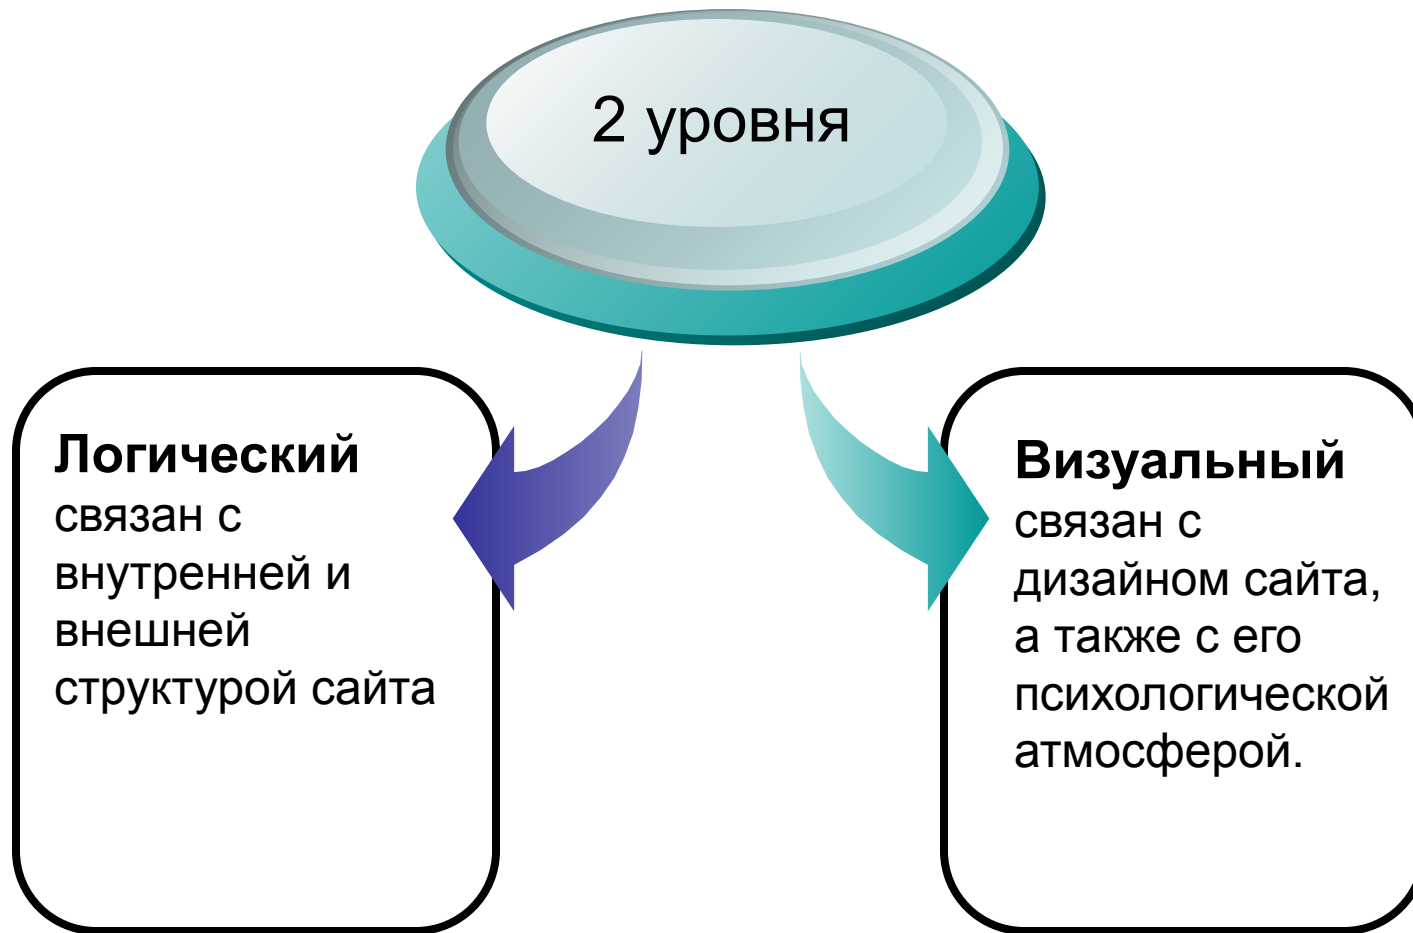 2 уровня
Логический
связан с
внутренней и
внешней
структурой сайта
Визуальный
связан с
дизайном сайта,
а также с его
психологической
атмосферой.